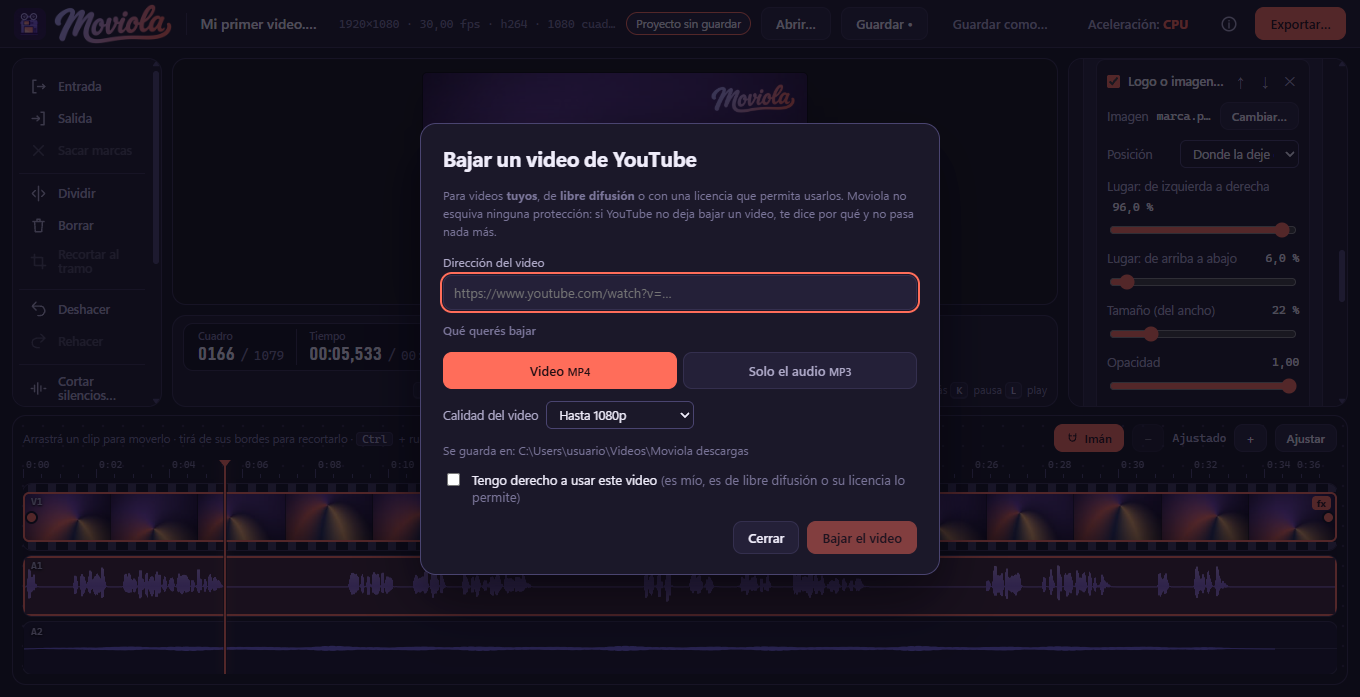 Moviola
Mi primer video....
1920×1080 · 30,00 fps · h264 · 1080 cuad…
Proyecto sin guardar
Abrir...
Guardar •
Guardar como...
Aceleración: CPU
Exportar...
Entrada
Salida
Sacar marcas
Dividir
Borrar
Recortar al
tramo
Deshacer
Rehacer
Cortar
silencios...
Moviola
Logo o imagen...
Imagen marca.p… Cambiar...
Posición Donde la deje
Lugar: de izquierda a derecha
96,0 %
Lugar: de arriba a abajo 6,0 %
Tamaño (del ancho) 22 %
Opacidad 1,00
Cuadro
0166 / 1079
Tiempo
00:05,533 / 00
K pausa L play
Bajar un video de YouTube
Para videos tuyos, de libre difusión o con una licencia que permita usarlos. Moviola no
esquiva ninguna protección: si YouTube no deja bajar un video, te dice por qué y no pasa
nada más.
Dirección del video
https://www.youtube.com/watch?v=...
Qué querés bajar
Video MP4
Solo el audio MP3
Calidad del video Hasta 1080p
Se guarda en: C:\Users\usuario\Videos\Moviola descargas
Tengo derecho a usar este video (es mío, es de libre difusión o su licencia lo
permite)
Cerrar
Bajar el video
Arrastrá un clip para moverlo · tirá de sus bordes para recortarlo · Ctrl + ru
Imán
− Ajustado +
Ajustar
0:00 0:02 0:04 0:06 0:08 0:10 0:26 0:28 0:30 0:32 0:34 0:36
V1
fx
A1
A2